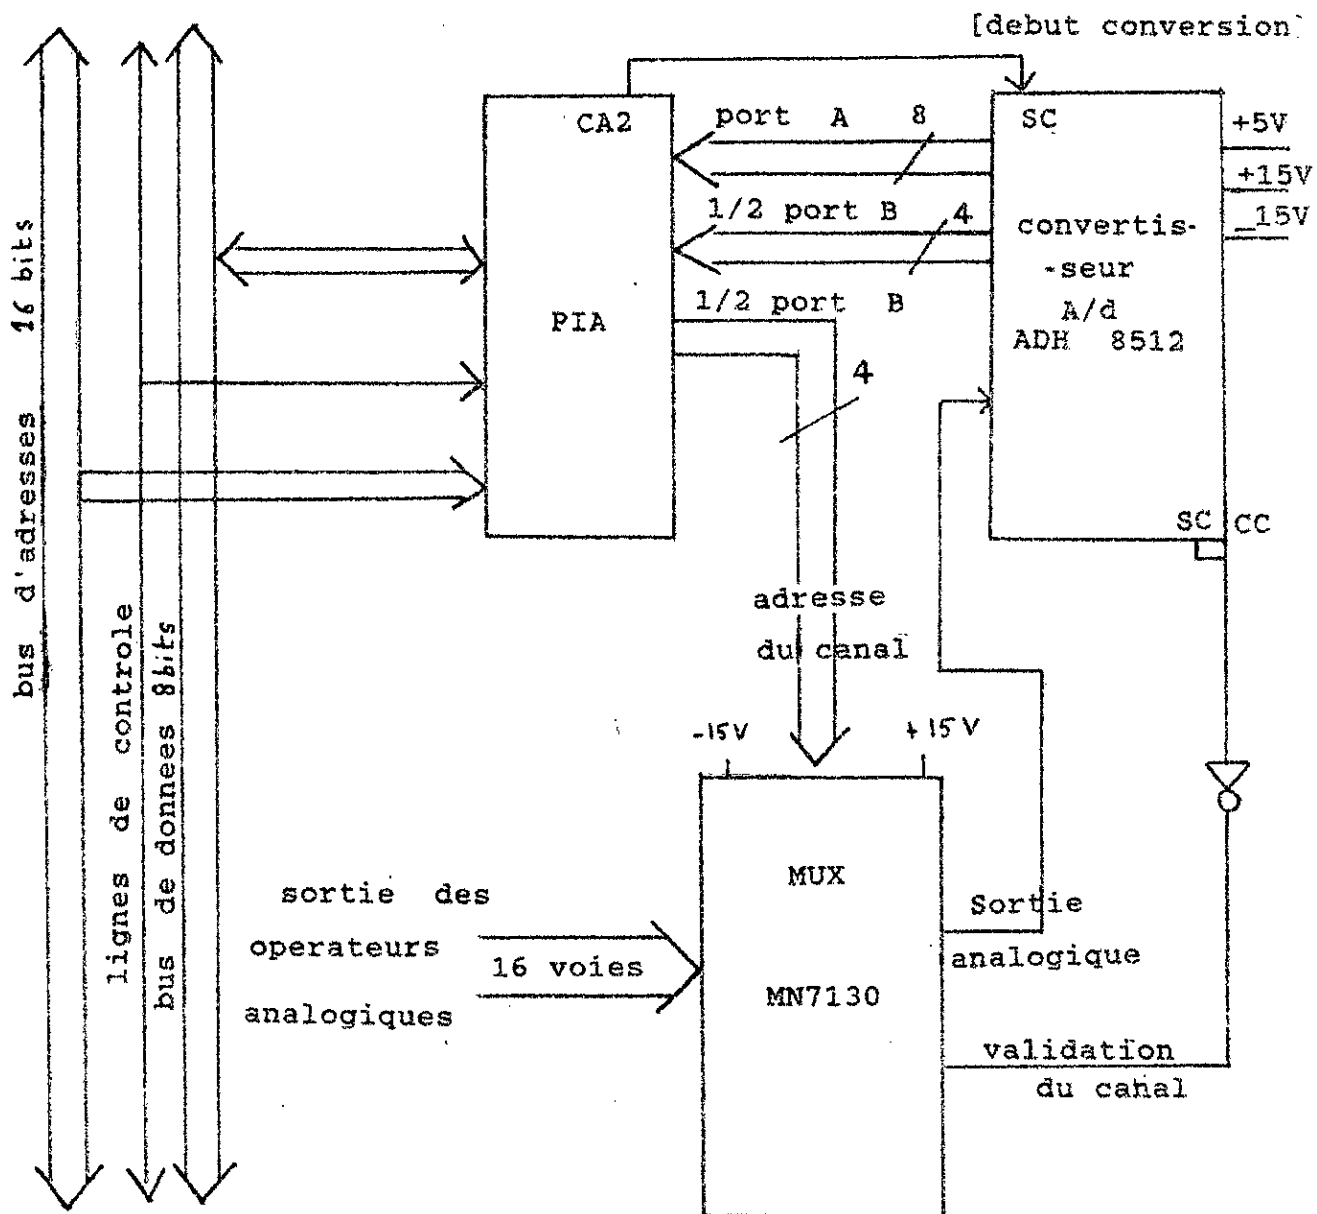 [debut conversion]
CA2
port A 8
SC
+5V
+15V
_15V
1/2 port B 4
convertis-
-seur
A/d
ADH 8512
1/2 port B
PIA
4
SC CC
bus d'adresses 16 bits
lignes de controle
bus de données 8bits
adresse
du canal
-15V
+15V
MUX
MN7130
sortie des
operateurs
analogiques
16 voies
Sortie
analogique
validation
du canal